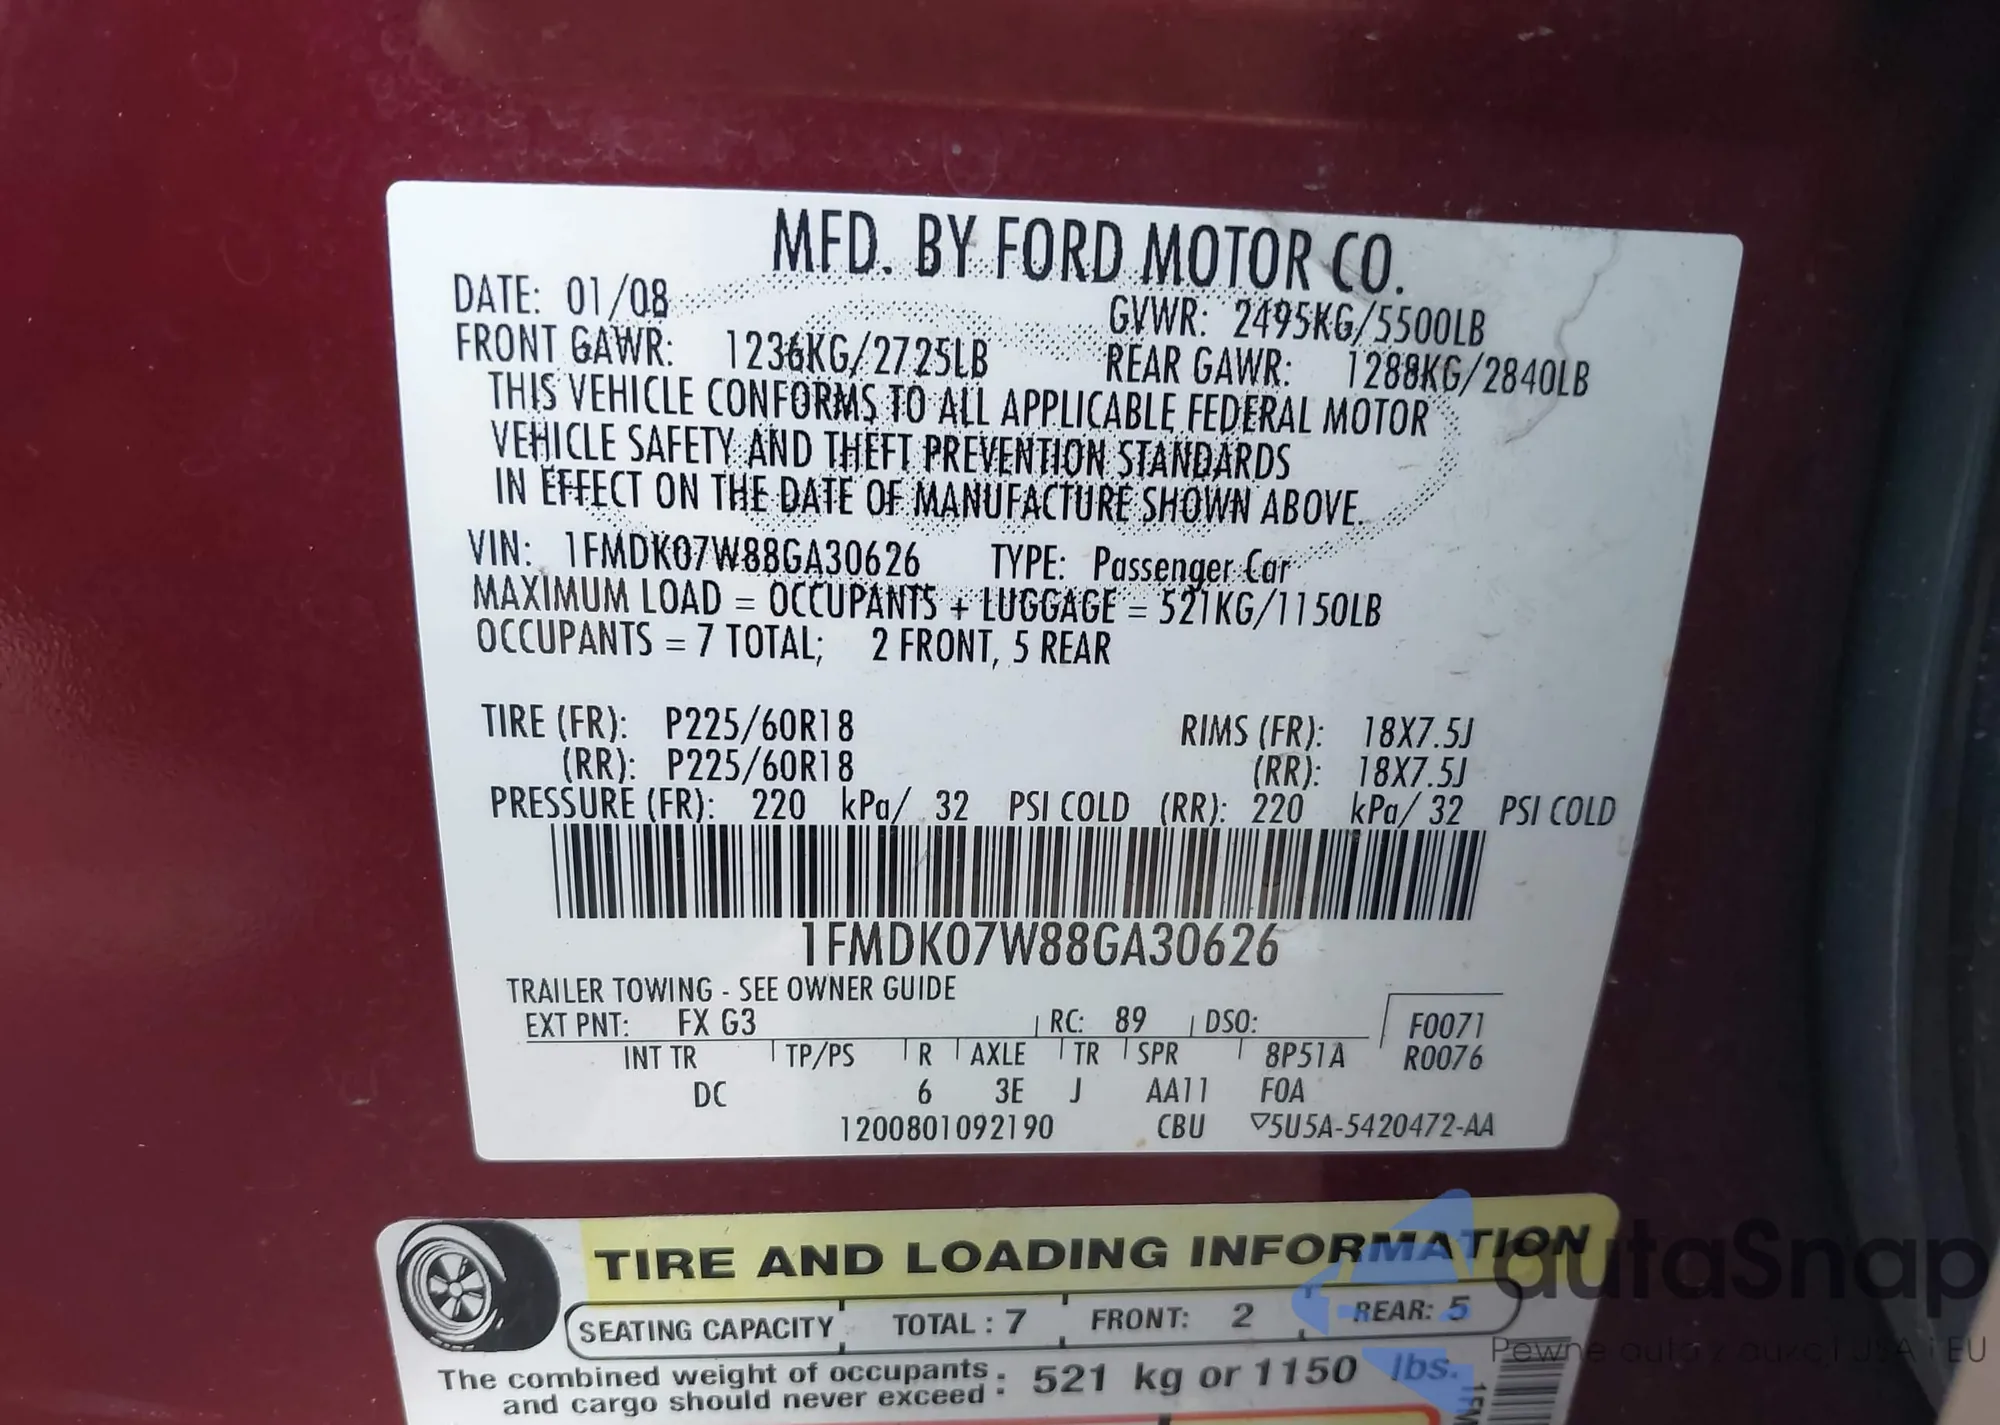 MFD. BY FORD MOTOR CO.
DATE: 01/08 GVWR: 2495KG/5500LB
FRONT GAWR: 1236KG/2725LB REAR GAWR: 1288KG/2840LB
THIS VEHICLE CONFORMS TO ALL APPLICABLE FEDERAL MOTOR
VEHICLE SAFETY AND THEFT PREVENTION STANDARDS
IN EFFECT ON THE DATE OF MANUFACTURE SHOWN ABOVE.
VIN: 1FMDK07W88GA30626 TYPE: Passenger Car
MAXIMUM LOAD = OCCUPANTS + LUGGAGE = 521KG/1150LB
OCCUPANTS = 7 TOTAL; 2 FRONT, 5 REAR
TIRE (FR): P225/60R18 RIMS (FR): 18X7.5J
(RR): P225/60R18 (RR): 18X7.5J
PRESSURE (FR): 220 kPa/ 32 PSI COLD (RR): 220 kPa/ 32 PSI COLD
1FMDK07W88GA30626
TRAILER TOWING - SEE OWNER GUIDE
EXT PNT: FX G3 RC: 89 DSO: F0071
INT TR TP/PS R AXLE TR SPR 8P51A R0076
DC 6 3E J AA11 F0A
1200801092190 CBU ▽5U5A-5420472-AA
TIRE AND LOADING INFORMATION
SEATING CAPACITY TOTAL : 7 FRONT: 2 REAR: 5
The combined weight of occupants
and cargo should never exceed : 521 kg or 1150 lbs.
1FM
autaSnap
Pewne auta z aukcji USA i EU